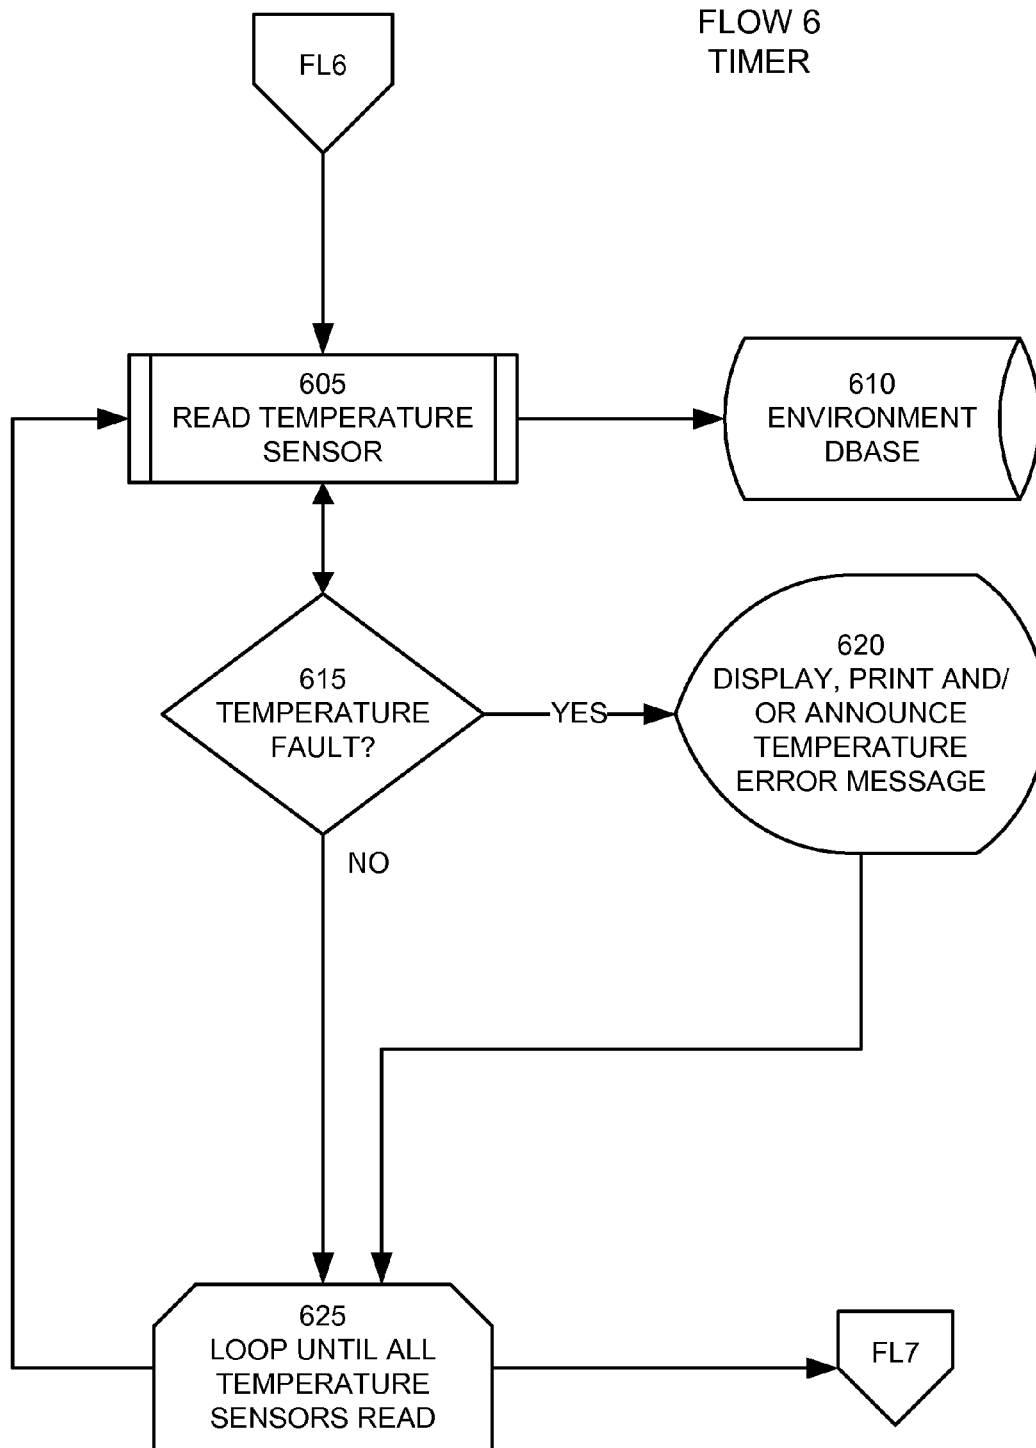 FLOW 6
TIMER
FL6
605
READ TEMPERATURE
SENSOR
610
ENVIRONMENT
DBASE
615
TEMPERATURE
FAULT?
YES
620
DISPLAY, PRINT AND/
OR ANNOUNCE
TEMPERATURE
ERROR MESSAGE
NO
625
LOOP UNTIL ALL
TEMPERATURE
SENSORS READ
FL7